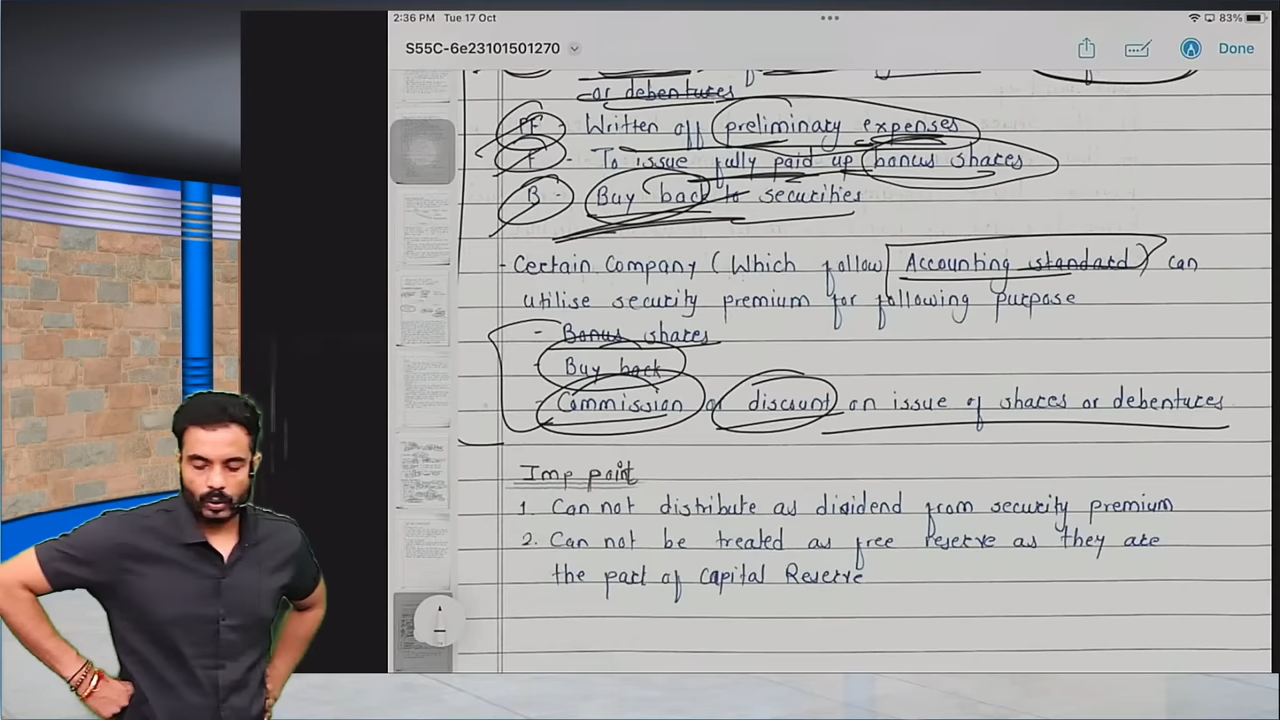 2:36 PM Tue 17 Oct
83%
S55C-6e23101501270
Done
or debentures
PF - Written off preliminary expenses
F - To issue fully paid up bonus shares
B - Buy back to securities
- Certain Company (Which follow Accounting standard) can
utilise security premium for following purpose
- Bonus shares
- Buy back
- Commission or discount on issue of shares or debentures
Imp point
1. Can not distribute as dividend from security premium
2. Can not be treated as free reserve as they are
the part of Capital Reserve